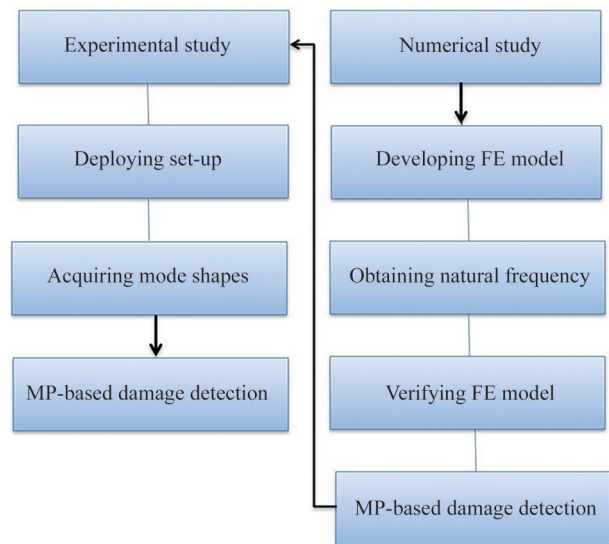 Experimental study
Deploying set-up
Acquiring mode shapes
MP-based damage detection
Numerical study
Developing FE model
Obtaining natural frequency
Verifying FE model
MP-based damage detection